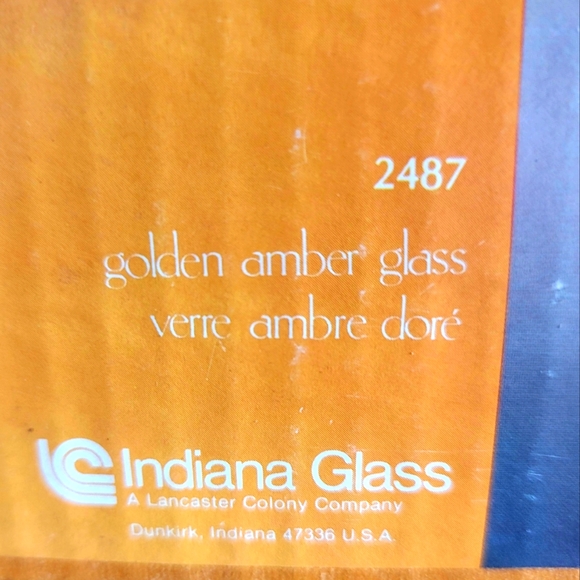 2487
golden amber glass
verre ambre doré
Indiana Glass
A Lancaster Colony Company
Dunkirk, Indiana 47336 U.S.A.